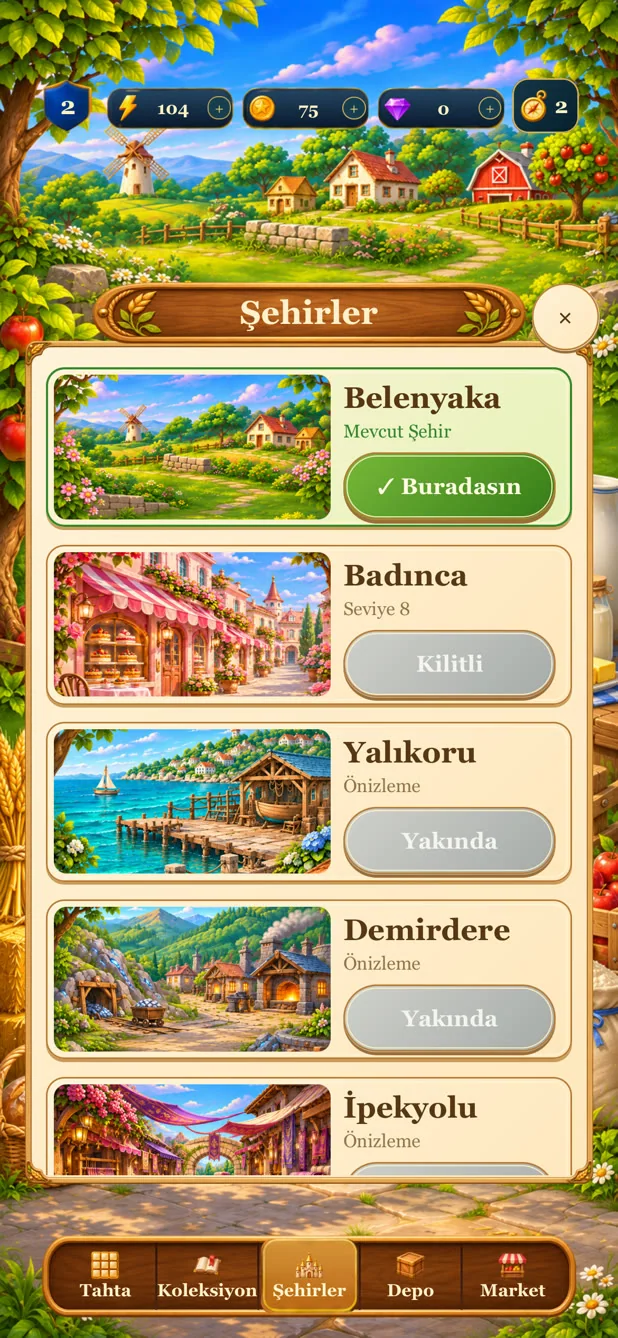 2
104
+
75
+
0
+
2
Şehirler
×
Belenyaka
Mevcut Şehir
✓ Buradasın
Badınca
Seviye 8
Kilitli
Yalıkoru
Önizleme
Yakında
Demirdere
Önizleme
Yakında
İpekyolu
Önizleme
Tahta
Koleksiyon
Şehirler
Depo
Market